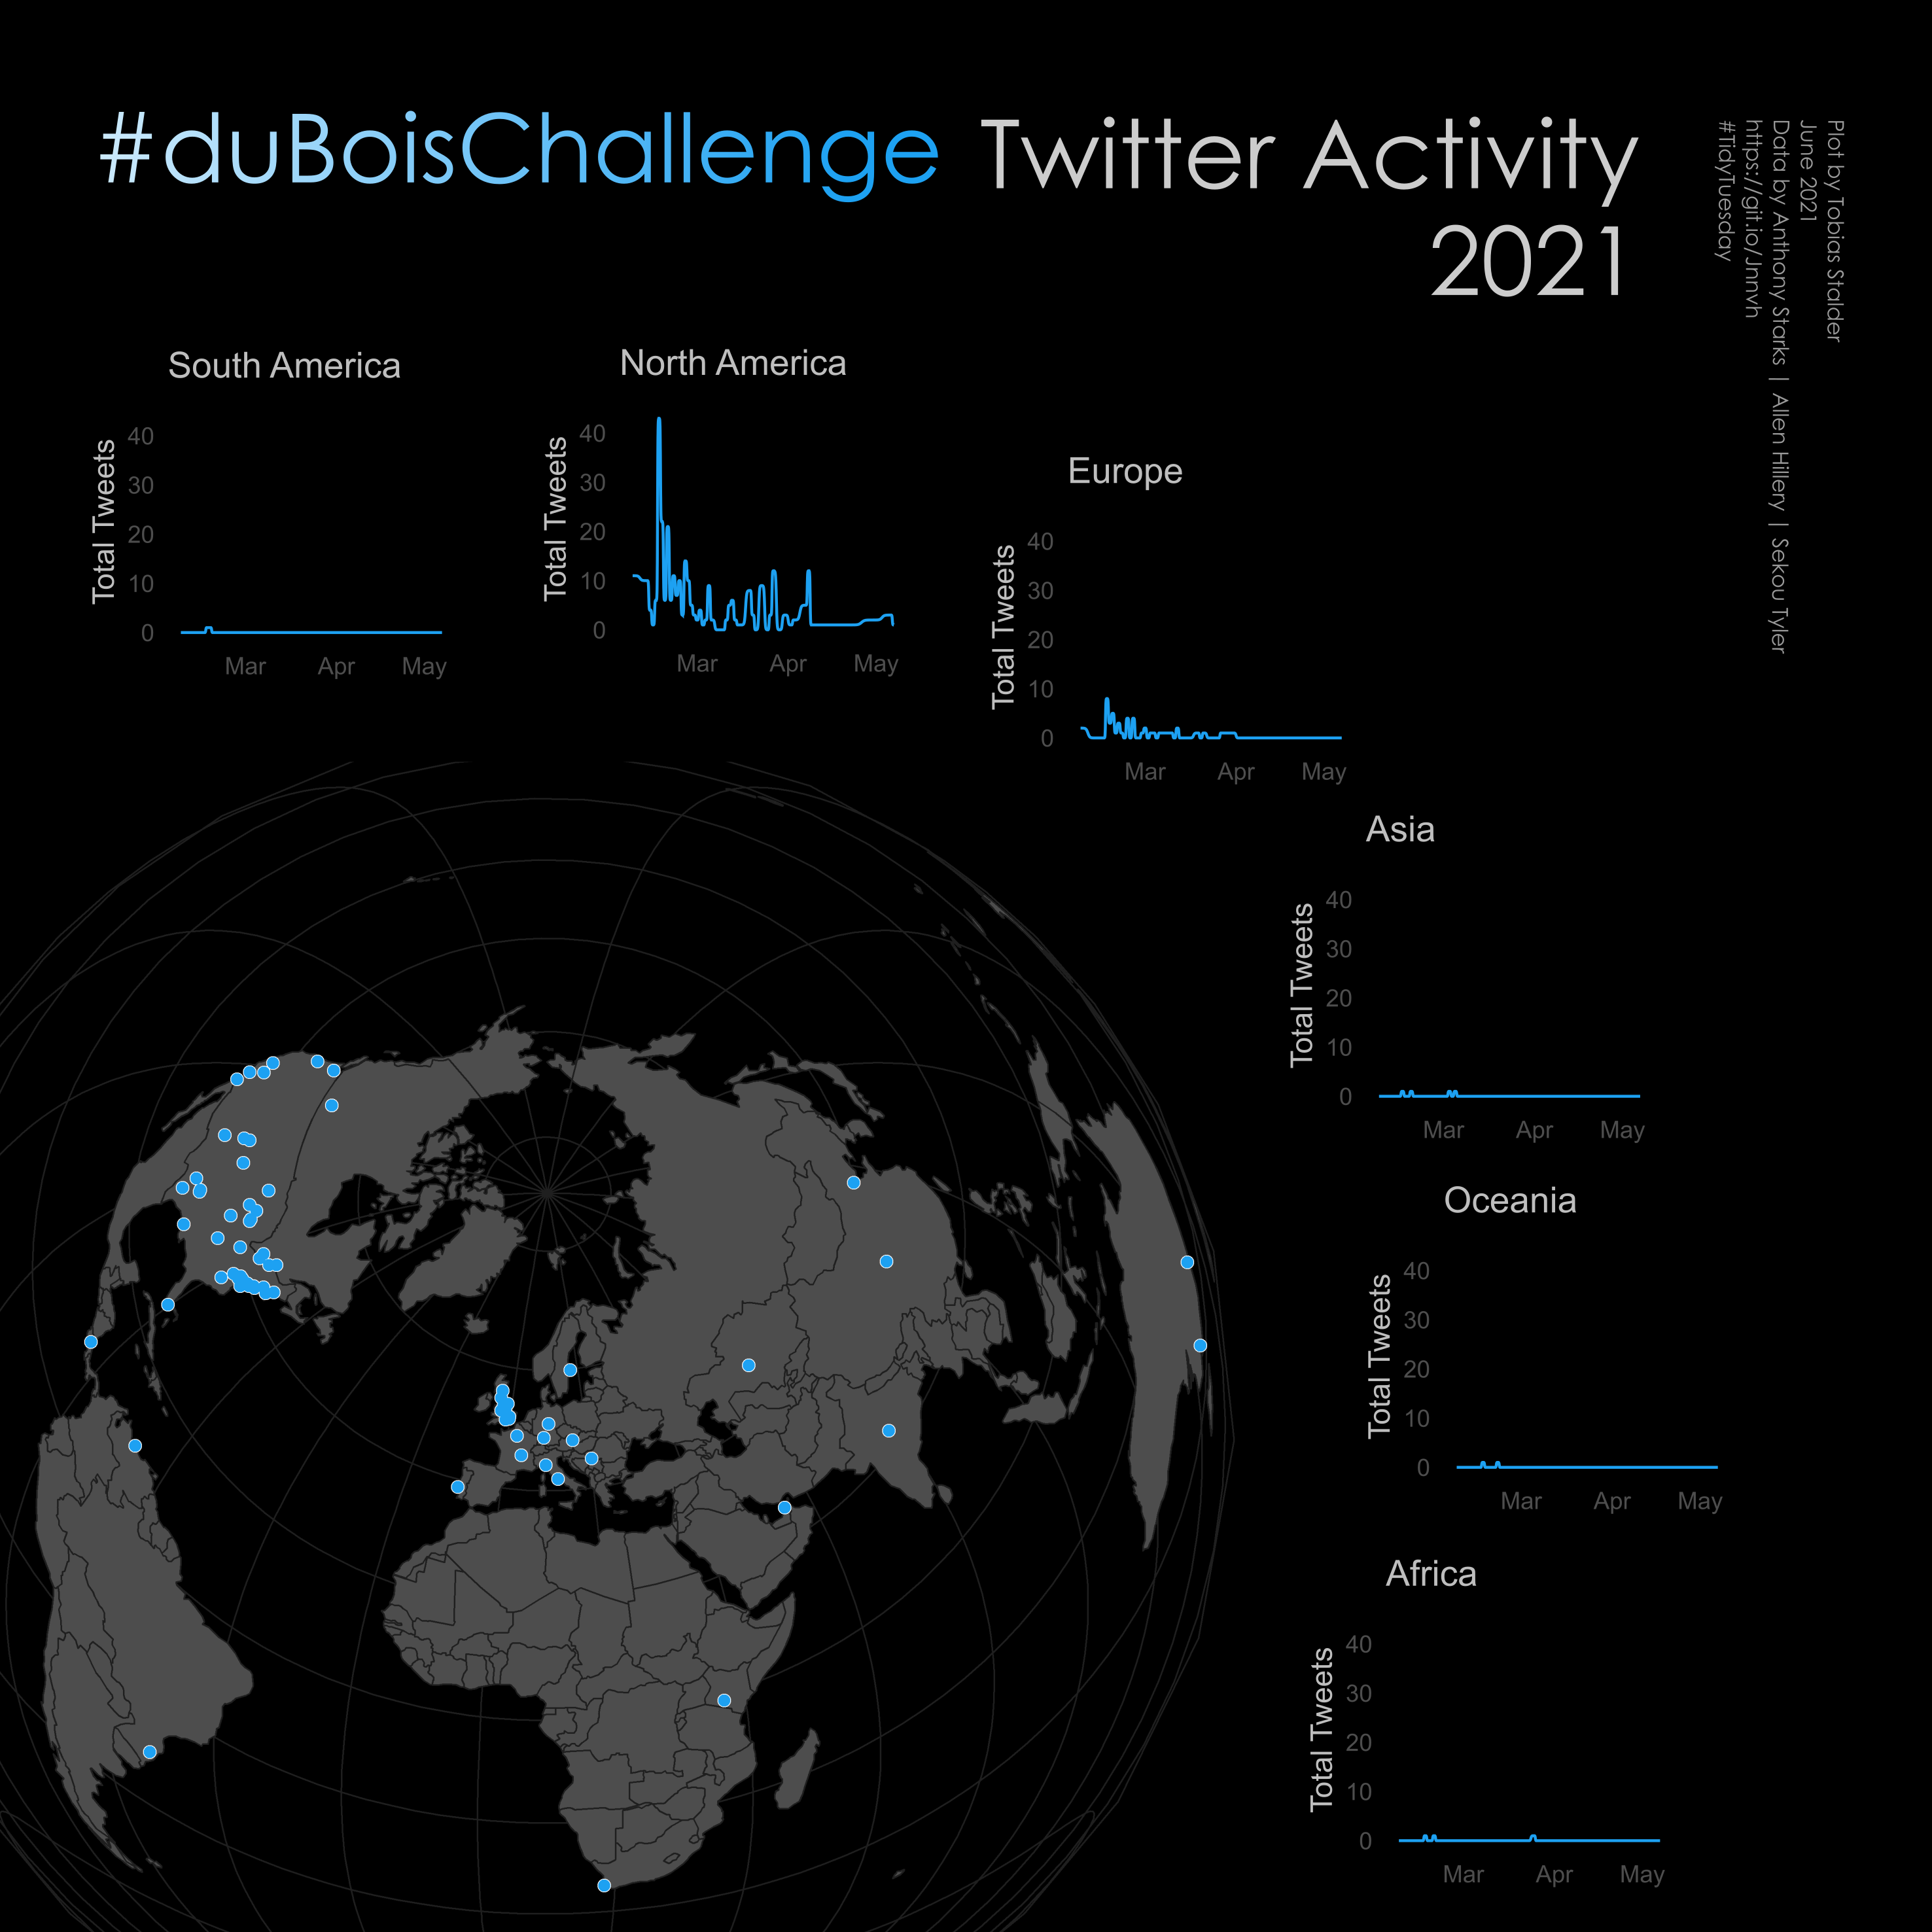 #duBoisChallenge Twitter Activity
2021
Plot by Tobias Stalder
June 2021
Data by Anthony Starks | Allen Hillery | Sekou Tyler
https://git.io/Jnnvh
#TidyTuesday
South America
Total Tweets
40
30
20
10
0
Mar Apr May
North America
Total Tweets
40
30
20
10
0
Mar Apr May
Europe
Total Tweets
40
30
20
10
0
Mar Apr May
Asia
Total Tweets
40
30
20
10
0
Mar Apr May
Oceania
Total Tweets
40
30
20
10
0
Mar Apr May
Africa
Total Tweets
40
30
20
10
0
Mar Apr May